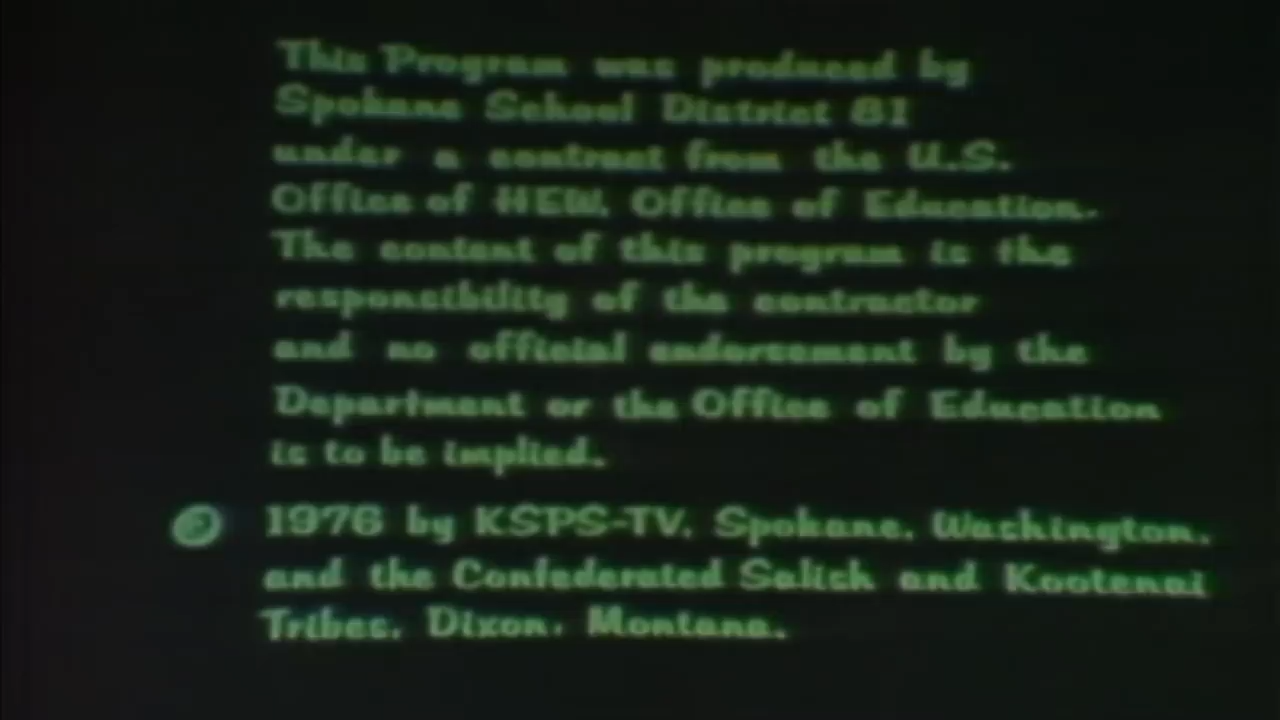 This Program was produced by
Spokane School District 81
under a contract from the U.S.
Office of HEW, Office of Education.
The content of this program is the
responsibility of the contractor
and no official endorsement by the
Department or the Office of Education
is to be implied.
© 1976 by KSPS-TV, Spokane, Washington,
and the Confederated Salish and Kootenai
Tribes, Dixon, Montana.